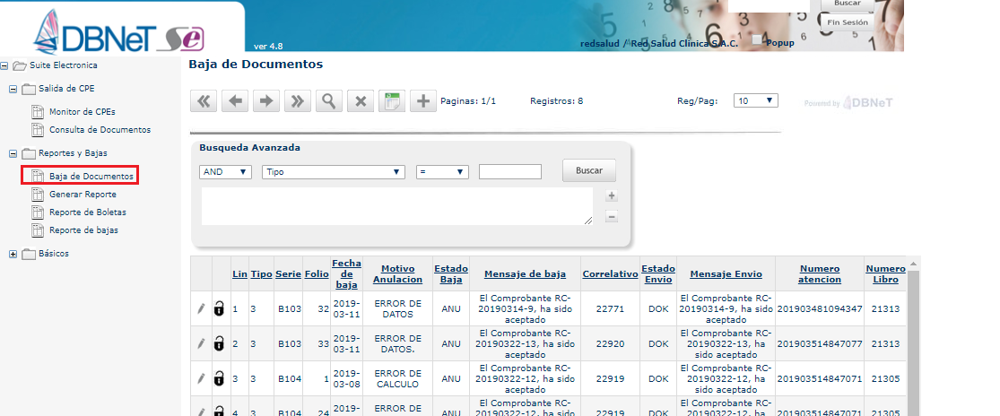 DBNeT Se
ver 4.8
Buscar
Fin Sesión
redsalud / Red Salud Clinica S.A.C.
Popup
Suite Electronica
Salida de CPE
Monitor de CPEs
Consulta de Documentos
Reportes y Bajas
Baja de Documentos
Generar Reporte
Reporte de Boletas
Reporte de bajas
Básicos
Baja de Documentos
Paginas: 1/1 Registros: 8 Reg/Pag: 10
Powered by DBNeT
Busqueda Avanzada
AND Tipo = Buscar
Lin Tipo Serie Folio Fecha de baja Motivo Anulacion Estado Baja Mensaje de baja Correlativo Estado Envio Mensaje Envio Numero atencion Numero Libro
1 3 B103 32 2019-03-11 ERROR DE DATOS ANU El Comprobante RC-20190314-9, ha sido aceptado 22771 DOK El Comprobante RC-20190314-9, ha sido aceptado 201903481094347 21313
2 3 B103 33 2019-03-11 ERROR DE DATOS. ANU El Comprobante RC-20190322-13, ha sido aceptado 22920 DOK El Comprobante RC-20190322-13, ha sido aceptado 201903514847077 21313
3 3 B104 1 2019-03-08 ERROR DE CALCULO ANU El Comprobante RC-20190322-12, ha sido aceptado 22919 DOK El Comprobante RC-20190322-12, ha sido aceptado 201903514847071 21305
4 3 B104 24 2019- ERROR DE ANU El Comprobante RC-20190322-12, ha 22919 DOK El Comprobante RC-20190322-12, ha 201903514847071 21305